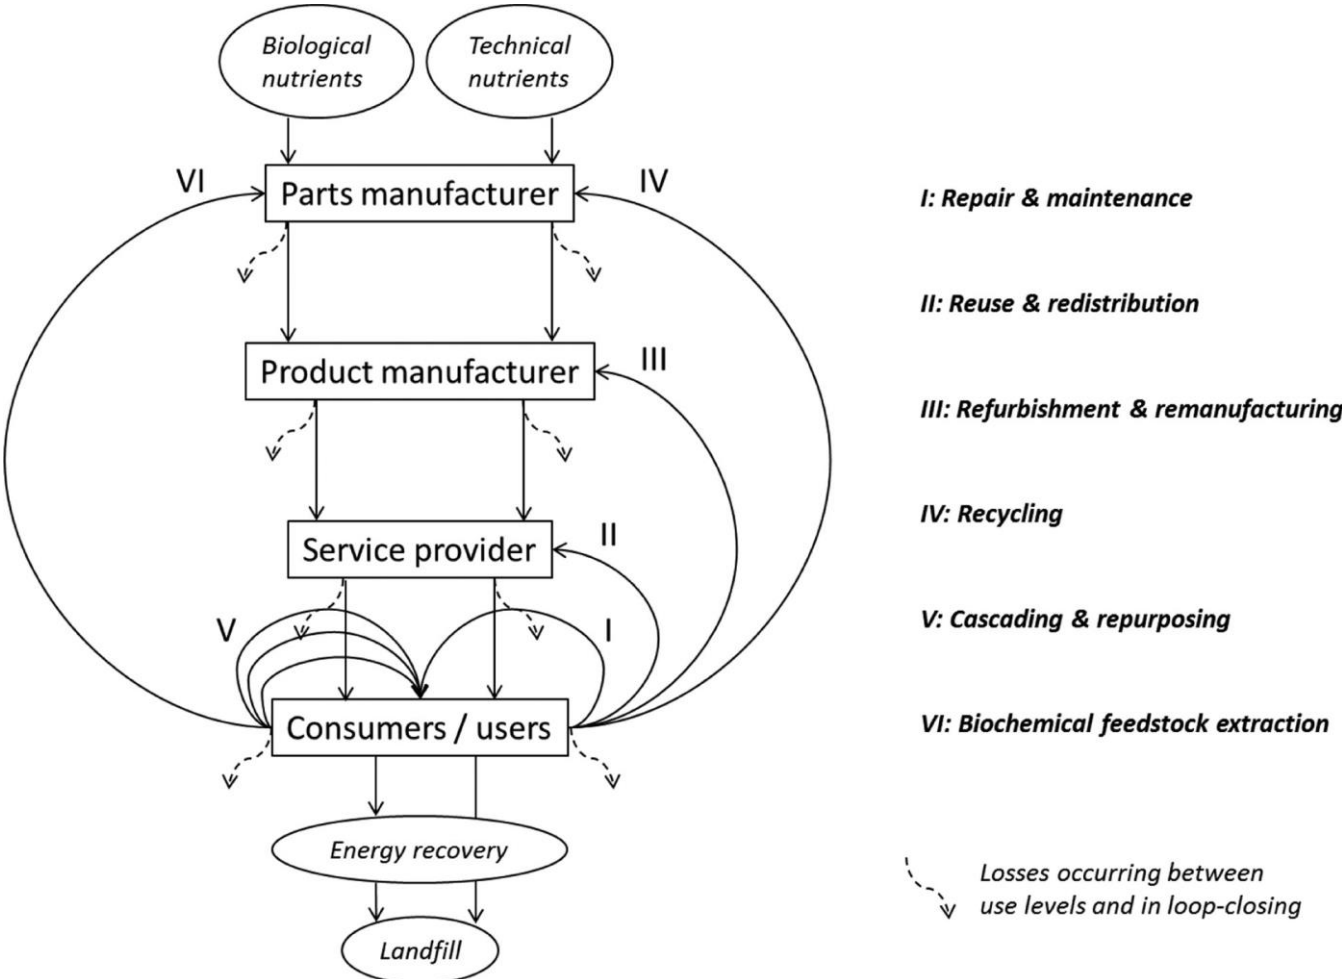 Biological
nutrients
Technical
nutrients
VI
Parts manufacturer
IV
Product manufacturer
III
Service provider
II
V
I
Consumers / users
Energy recovery
Landfill
I: Repair & maintenance
II: Reuse & redistribution
III: Refurbishment & remanufacturing
IV: Recycling
V: Cascading & repurposing
VI: Biochemical feedstock extraction
Losses occurring between
use levels and in loop-closing